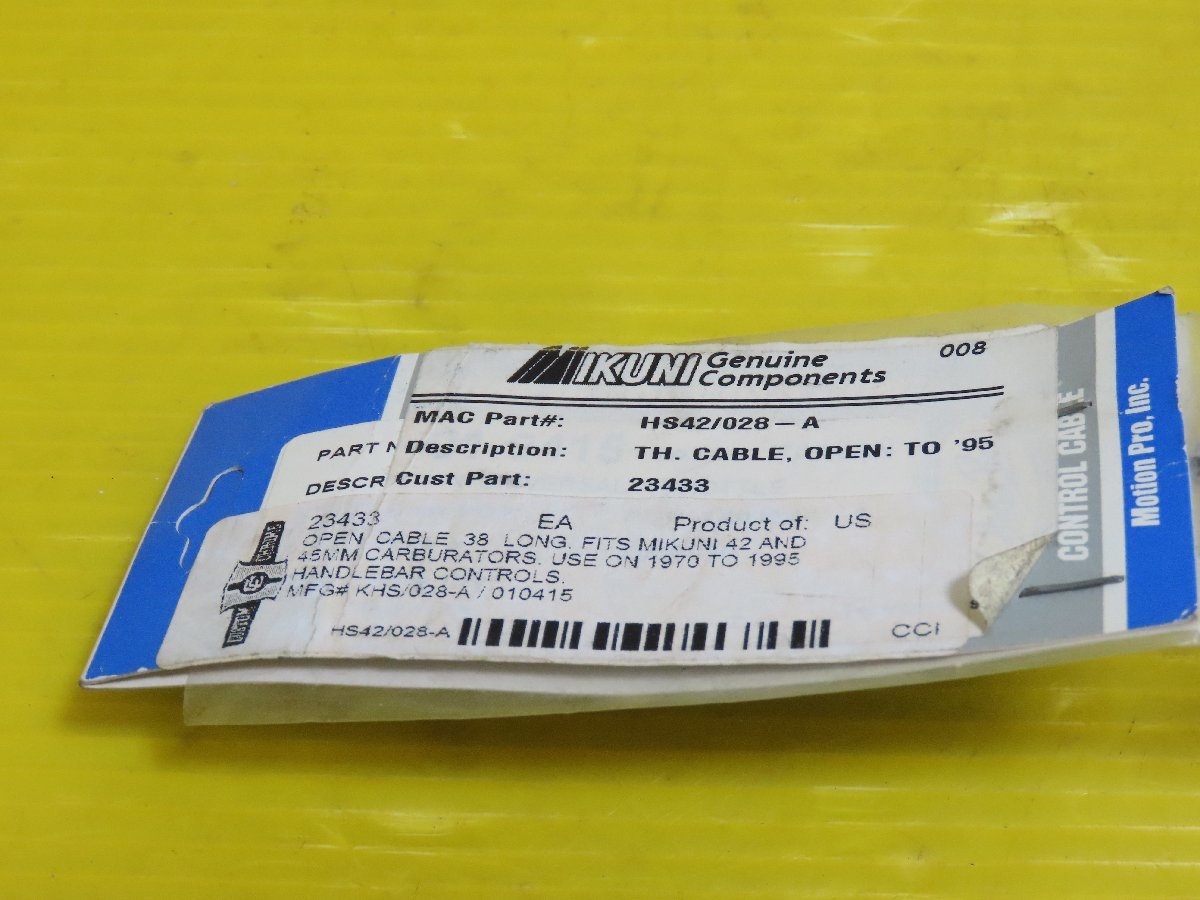 MIKUNI Genuine Components
008
MAC Part#: HS42/028-A
Description: TH. CABLE, OPEN: TO '95
Cust Part: 23433
PART N
DESCR
23433 EA Product of: US
OPEN CABLE 38 LONG, FITS MIKUNI 42 AND
45MM CARBURATORS. USE ON 1970 TO 1995
HANDLEBAR CONTROLS.
MFG# KHS/028-A / 010415
HS42/028-A
CCI
CUSTOM CHROME
CONTROL CABLE
Motion Pro, Inc.